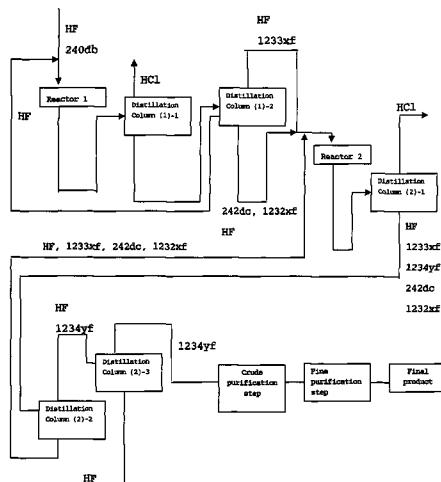 HF
240db
HF
1233xf
HCl
HCl
Reactor 1
Distillation
Column (1)-1
Distillation
Column (1)-2
HF
Reactor 2
Distillation
Column (2)-1
242dc, 1232xf
HF
HF, 1233xf, 242dc, 1232xf
HF
1233xf
1234yf
242dc
1232xf
HF
1234yf
Distillation
Column (2)-3
1234yf
Crude
purification
step
Fine
purification
step
Final
product
Distillation
Column (2)-2
HF